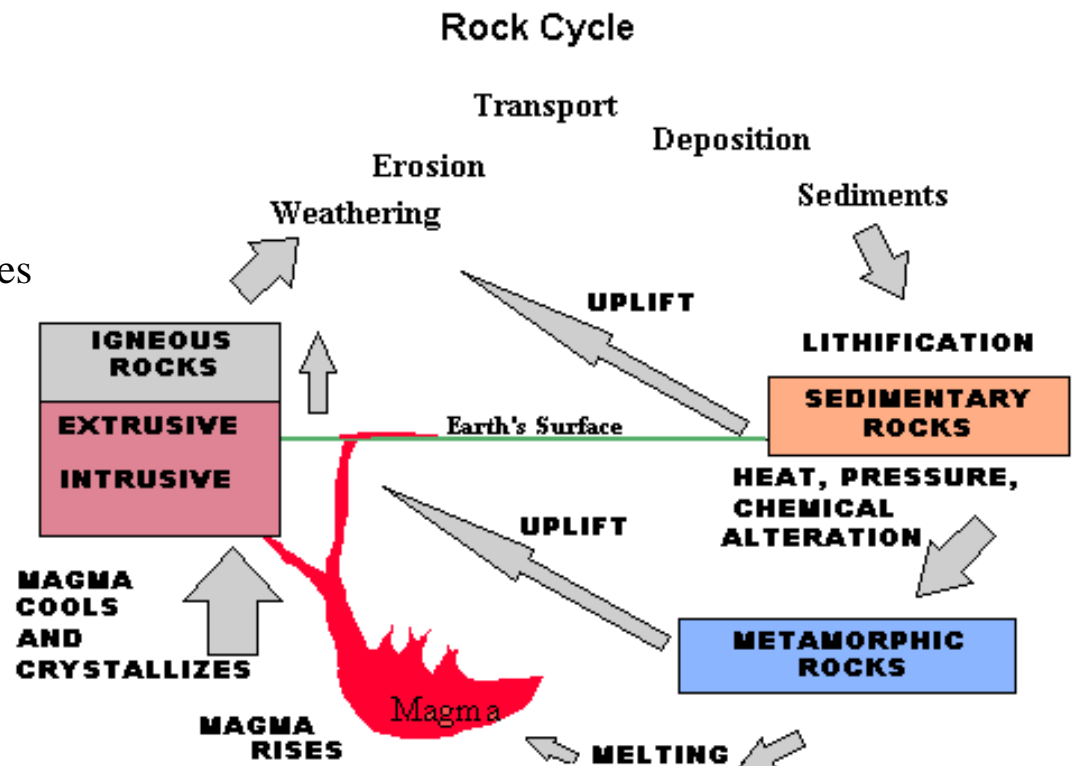 Rock Cycle
Transport
Deposition
Erosion
Sediments
Weathering
es
UPLIFT
IGNEOUS
ROCKS
LITHIFICATION
EXTRUSIVE
Earth's Surface
SEDIMENTARY
ROCKS
INTRUSIVE
HEAT, PRESSURE,
CHEMICAL
ALTERATION
UPLIFT
MAGMA
COOLS
AND
CRYSTALLIZES
METAMORPHIC
ROCKS
Magma
MAGMA
RISES
MELTING